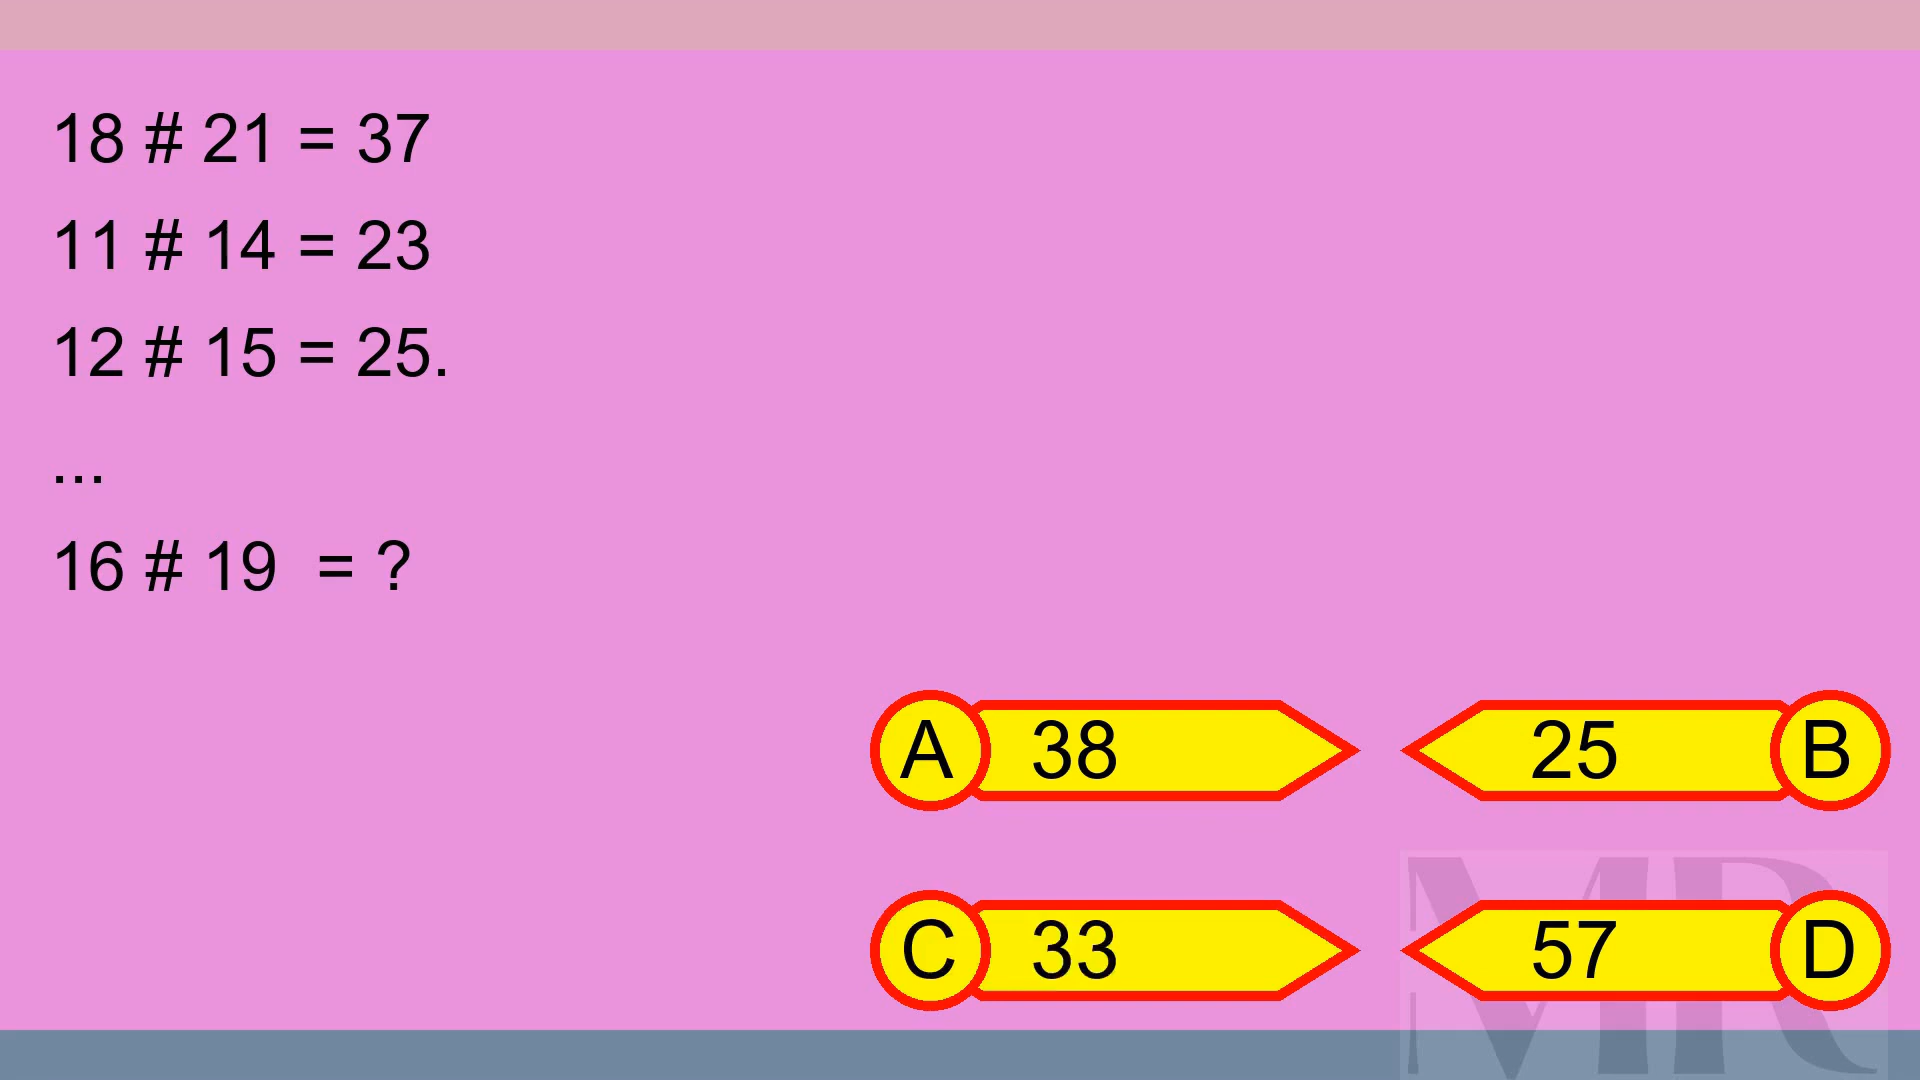 18 # 21 = 37
11 # 14 = 23
12 # 15 = 25.
...
16 # 19 = ?
A 38
25 B
C 33
57 D
MR